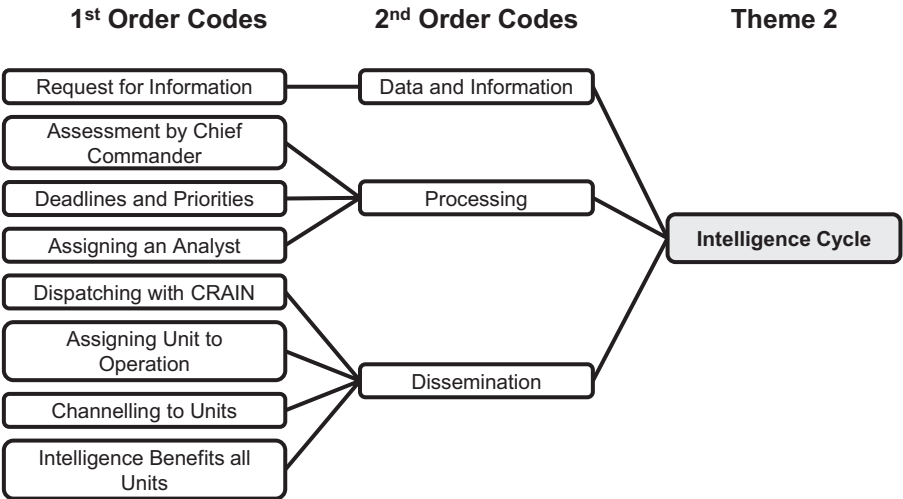 1st Order Codes
2nd Order Codes
Theme 2
Request for Information
Data and Information
Assessment by Chief
Commander
Deadlines and Priorities
Processing
Assigning an Analyst
Intelligence Cycle
Dispatching with CRAIN
Assigning Unit to
Operation
Dissemination
Channelling to Units
Intelligence Benefits all
Units